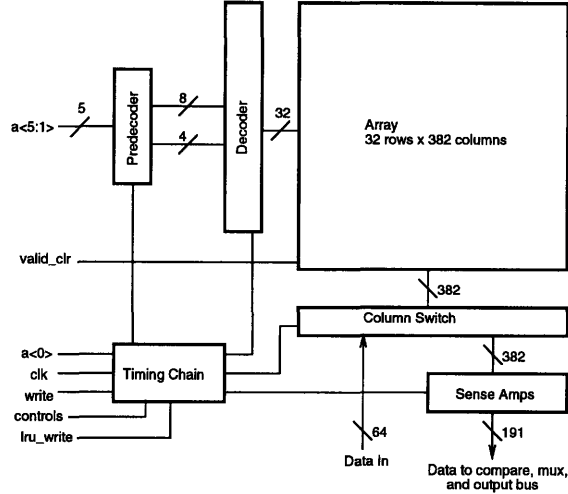 a<5:1>
5
Predecoder
8
4
Decoder
32
Array
32 rows x 382 columns
valid_clr
382
Column Switch
a<0>
clk
write
controls
lru_write
Timing Chain
382
Sense Amps
64
Data In
191
Data to compare, mux,
and output bus